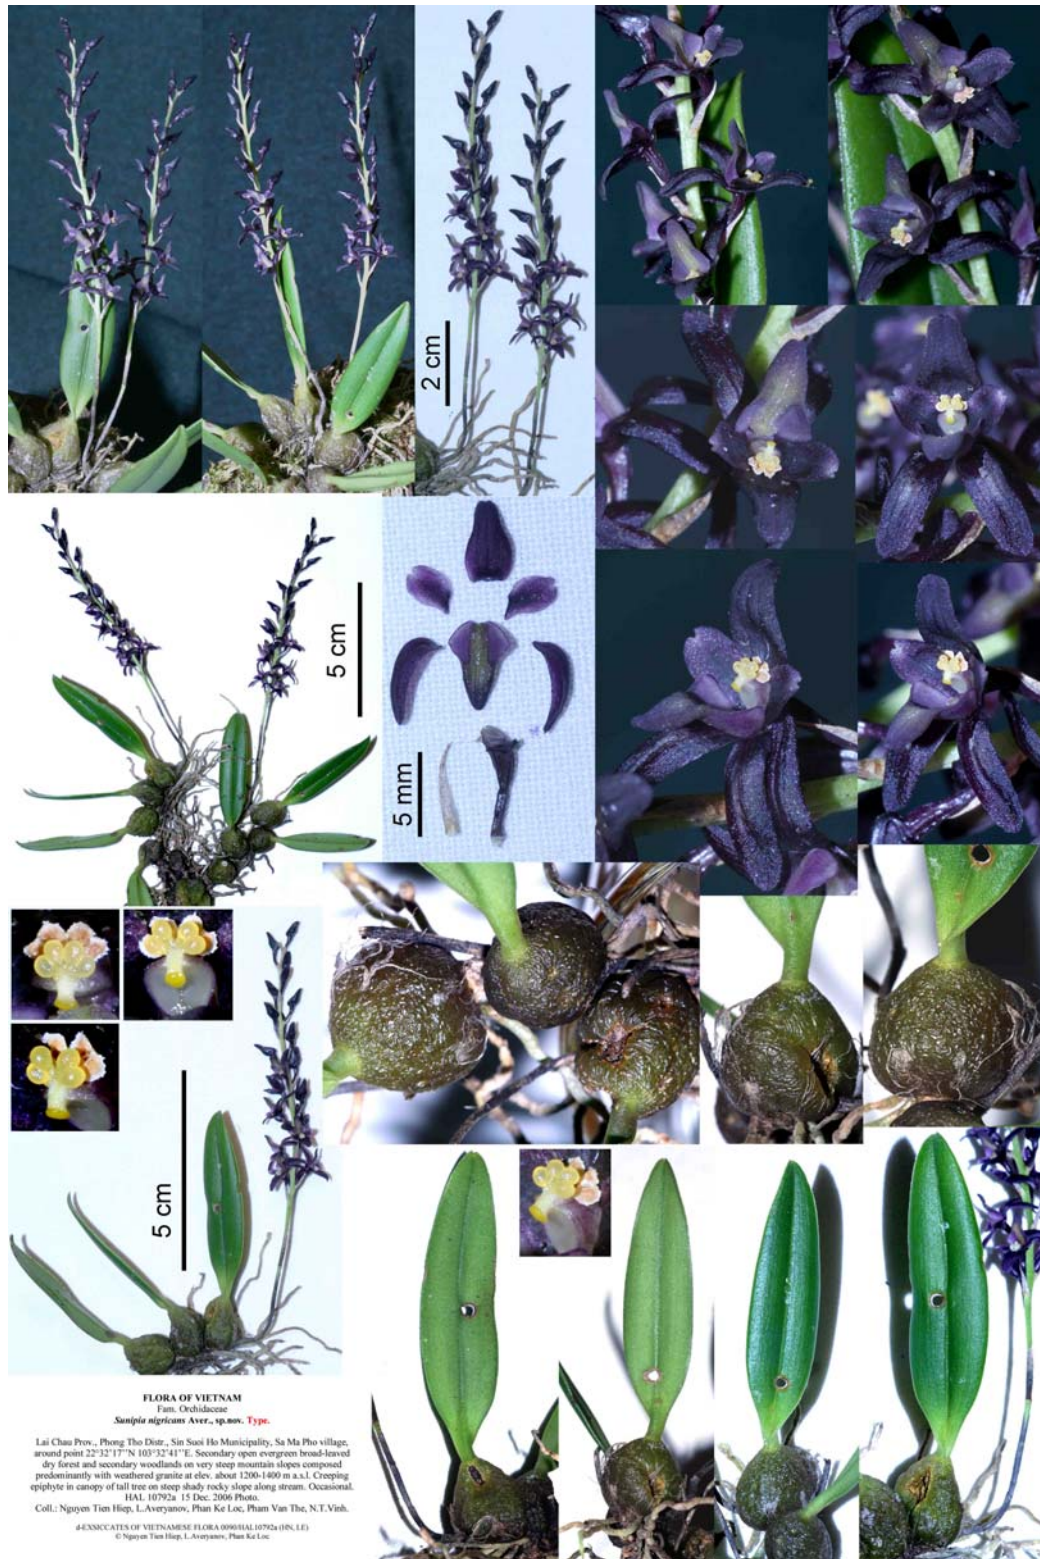 2 cm
5 cm
5 mm
5 cm
FLORA OF VIETNAM
Fam. Orchidaceae
Sunipia nigricans Aver., sp.nov. Type.
Lai Chau Prov., Phong Tho Distr., Sin Suoi Ho Municipality, Sa Ma Pho village,
around point 22°32'17''N 103°32'41''E. Secondary open evergreen broad-leaved
dry forest and secondary woodlands on very steep mountain slopes composed
predominantly with weathered granite at elev. about 1200-1400 m a.s.l. Creeping
epiphyte in canopy of tall tree on steep shady rocky slope along stream. Occasional.
HAL 10792a 15 Dec. 2006 Photo.
Coll.: Nguyen Tien Hiep, L.Averyanov, Phan Ke Loc, Pham Van The, N.T.Vinh.
d-EXSICCATES OF VIETNAMESE FLORA 0090/HAL10792a (HN, LE)
© Nguyen Tien Hiep, L.Averyanov, Phan Ke Loc